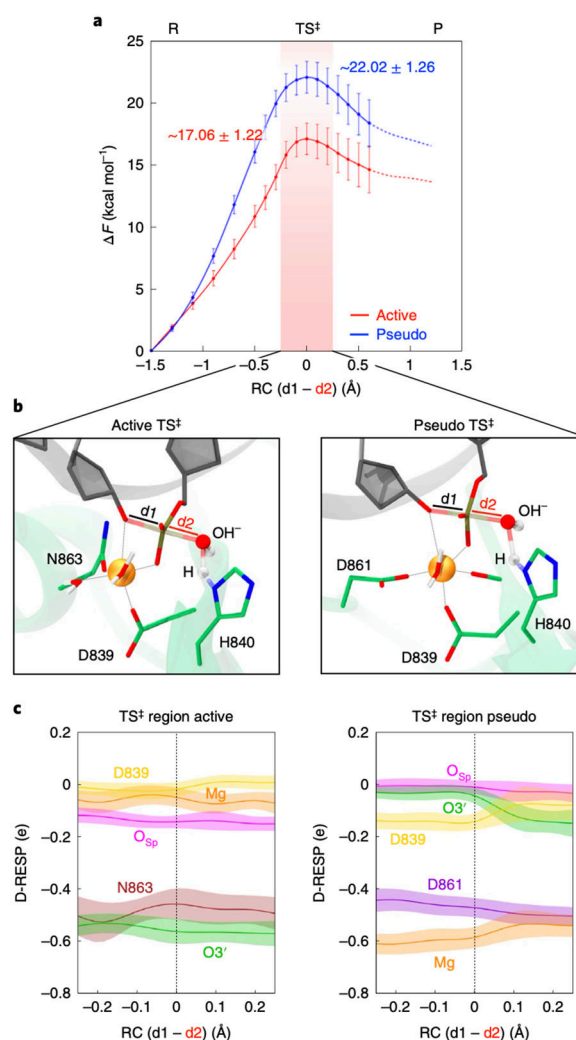 a
R TS‡ P
25
20
15
10
5
0
ΔF (kcal mol⁻¹)
~22.02 ± 1.26
~17.06 ± 1.22
Active
Pseudo
−1.5 −1 −0.5 0 0.5 1 1.5
RC (d1 – d2) (Å)
b
Active TS‡ Pseudo TS‡
d1
d2
OH⁻
N863
H
D839
H840
d1
d2
OH⁻
D861
H
D839
H840
c
TS‡ region active TS‡ region pseudo
D-RESP (e)
0.2
0
−0.2
−0.4
−0.6
−0.8
D839
Mg
OSp
N863
O3′
−0.2 −0.1 0 0.1 0.2
RC (d1 – d2) (Å)
D-RESP (e)
0.2
0
−0.2
−0.4
−0.6
−0.8
OSp
O3′
D839
D861
Mg
−0.2 −0.1 0 0.1 0.2
RC (d1 – d2) (Å)